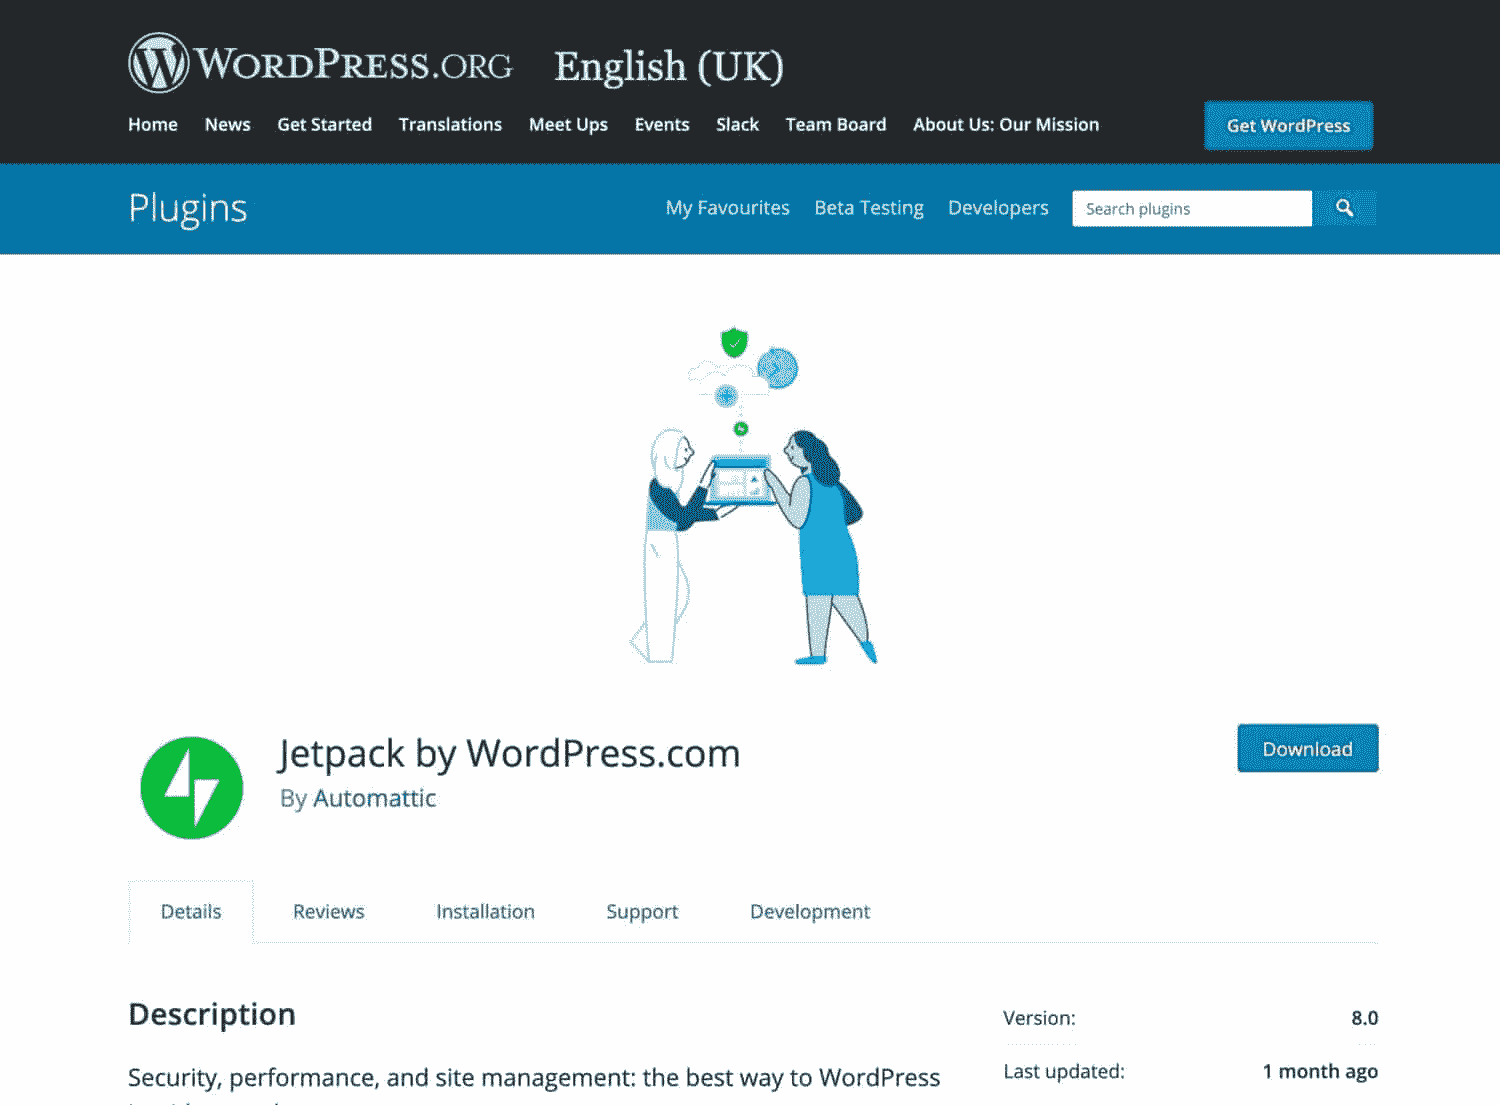 WORDPRESS.ORG English (UK)
Home News Get Started Translations Meet Ups Events Slack Team Board About Us: Our Mission Get WordPress
Plugins My Favourites Beta Testing Developers Search plugins
Jetpack by WordPress.com
By Automattic
Download
Details Reviews Installation Support Development
Description
Version: 8.0
Security, performance, and site management: the best way to WordPress
Last updated: 1 month ago